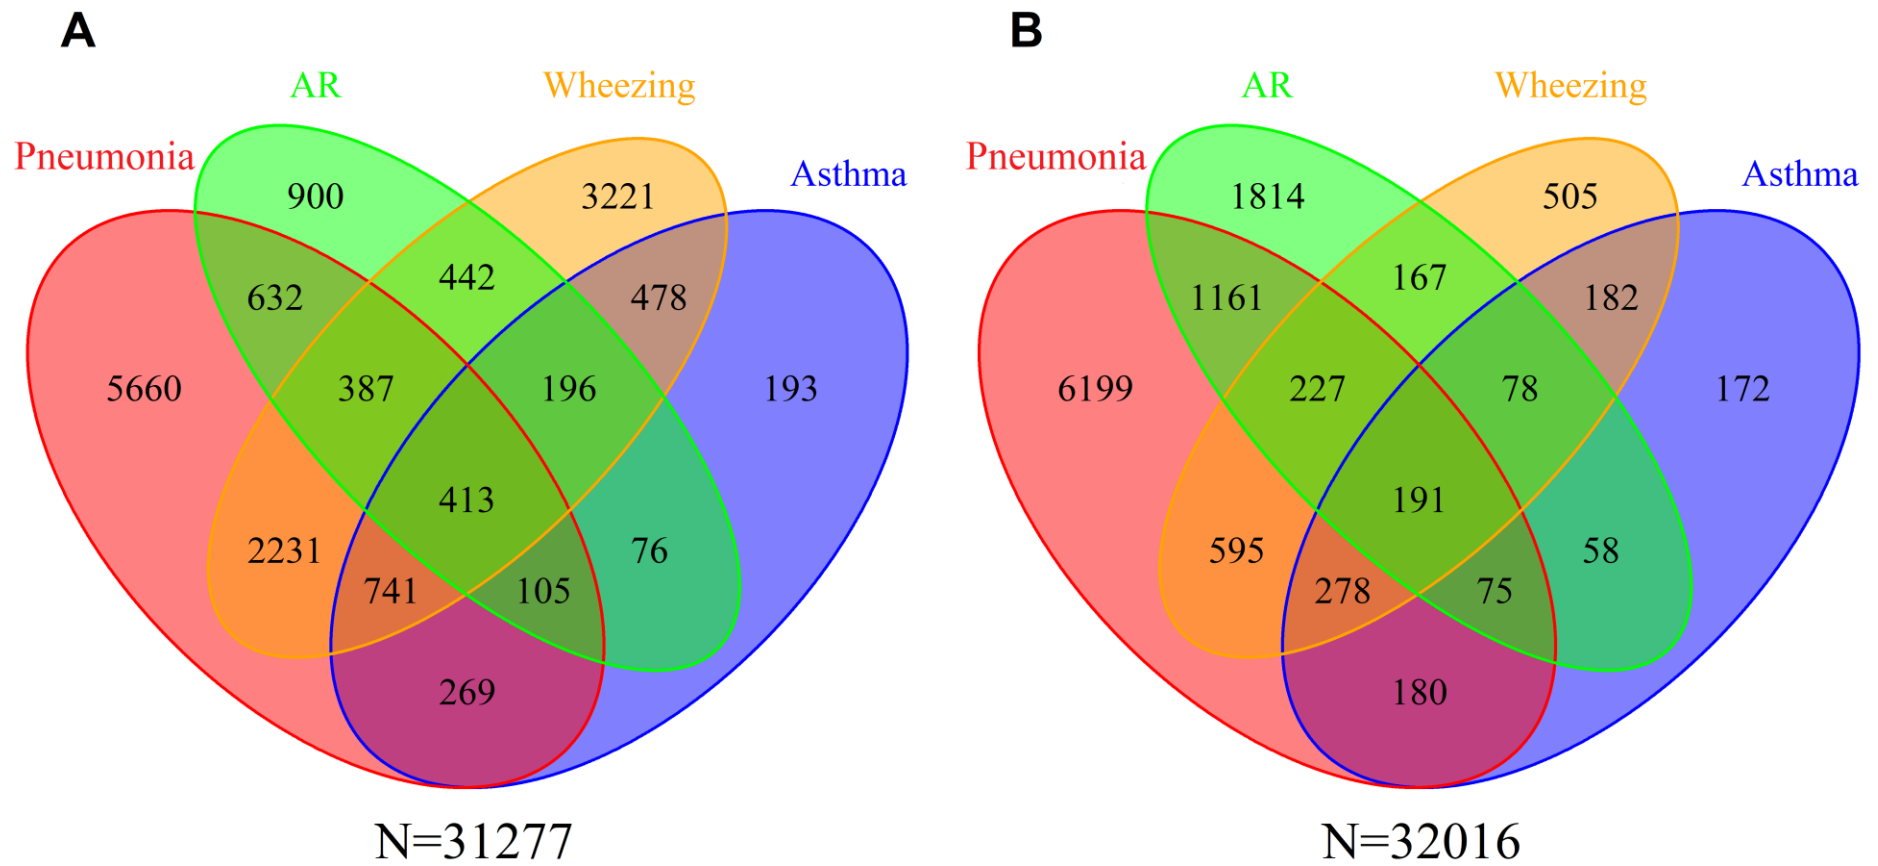 A
AR
Wheezing
Pneumonia
Asthma
900
3221
632
442
478
5660
387
196
193
413
2231
741
105
76
269
N=31277
B
AR
Wheezing
Pneumonia
Asthma
1814
505
1161
167
182
6199
227
78
172
191
595
278
75
58
180
N=32016